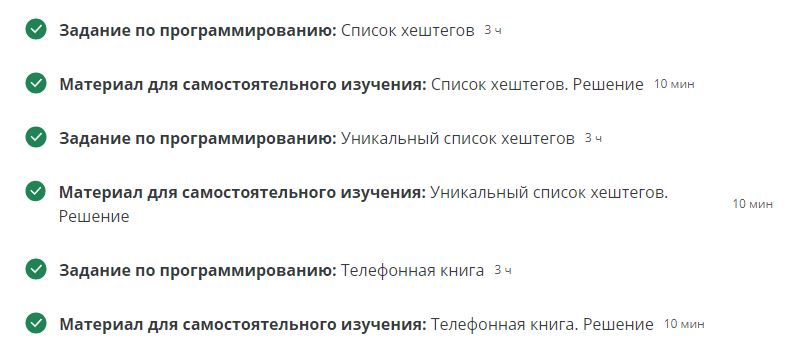 Задание по программированию: Список хештегов 3 ч
Материал для самостоятельного изучения: Список хештегов. Решение 10 мин
Задание по программированию: Уникальный список хештегов 3 ч
Материал для самостоятельного изучения: Уникальный список хештегов.
Решение
10 мин
Задание по программированию: Телефонная книга 3 ч
Материал для самостоятельного изучения: Телефонная книга. Решение 10 мин